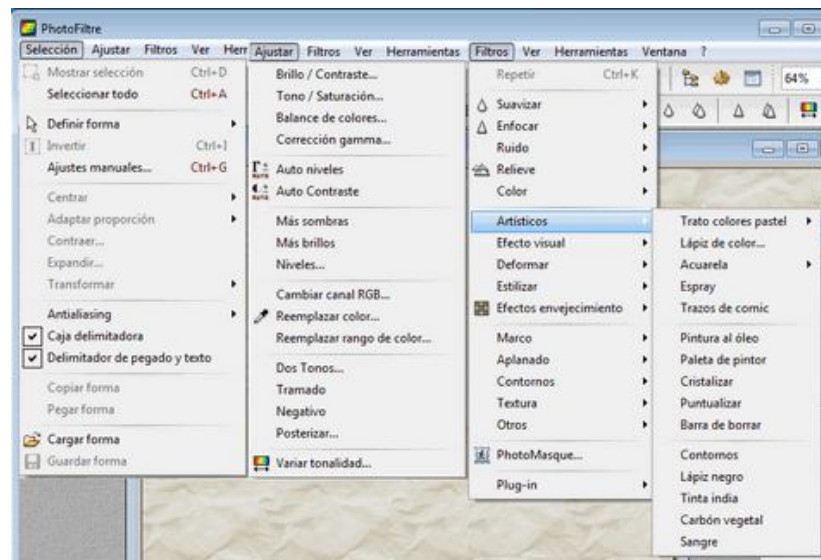 PhotoFiltre
Selección Ajustar Filtros Ver Herr
Mostrar selección Ctrl+D
Seleccionar todo Ctrl+A
Definir forma
Invertir Ctrl+I
Ajustes manuales... Ctrl+G
Centrar
Adaptar proporción
Contraer...
Expandir...
Transformar
Antialiasing
Caja delimitadora
Delimitador de pegado y texto
Copiar forma
Pegar forma
Cargar forma
Guardar forma
Ajustar Filtros Ver Herramientas
Brillo / Contraste...
Tono / Saturación...
Balance de colores...
Corrección gamma...
Auto niveles
Auto Contraste
Más sombras
Más brillos
Niveles...
Cambiar canal RGB...
Reemplazar color...
Reemplazar rango de color...
Dos Tonos...
Tramado
Negativo
Posterizar...
Variar tonalidad...
Filtros Ver Herramientas Ventana ?
Repetir Ctrl+K
Suavizar
Enfocar
Ruido
Relieve
Color
Artísticos
Efecto visual
Deformar
Estilizar
Efectos envejecimiento
Marco
Aplanado
Contornos
Textura
Otros
PhotoMasque...
Plug-in
64%
Trato colores pastel
Lápiz de color...
Acuarela
Espray
Trazos de comic
Pintura al óleo
Paleta de pintor
Cristalizar
Puntualizar
Barra de borrar
Contornos
Lápiz negro
Tinta india
Carbón vegetal
Sangre